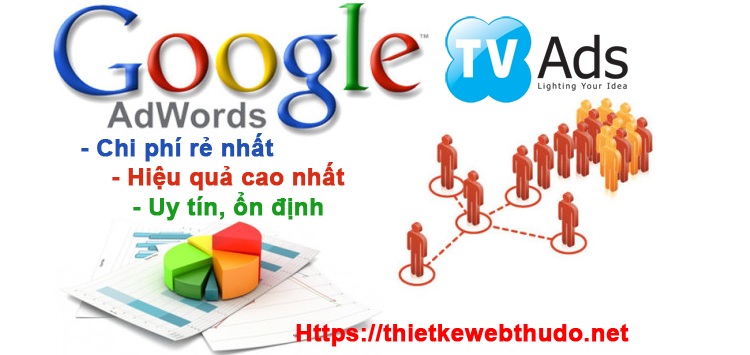 Google™
AdWords
TV Ads
Lighting Your Idea
- Chi phí rẻ nhất
- Hiệu quả cao nhất
- Uy tín, ổn định
Https://thietkewebthudo.net